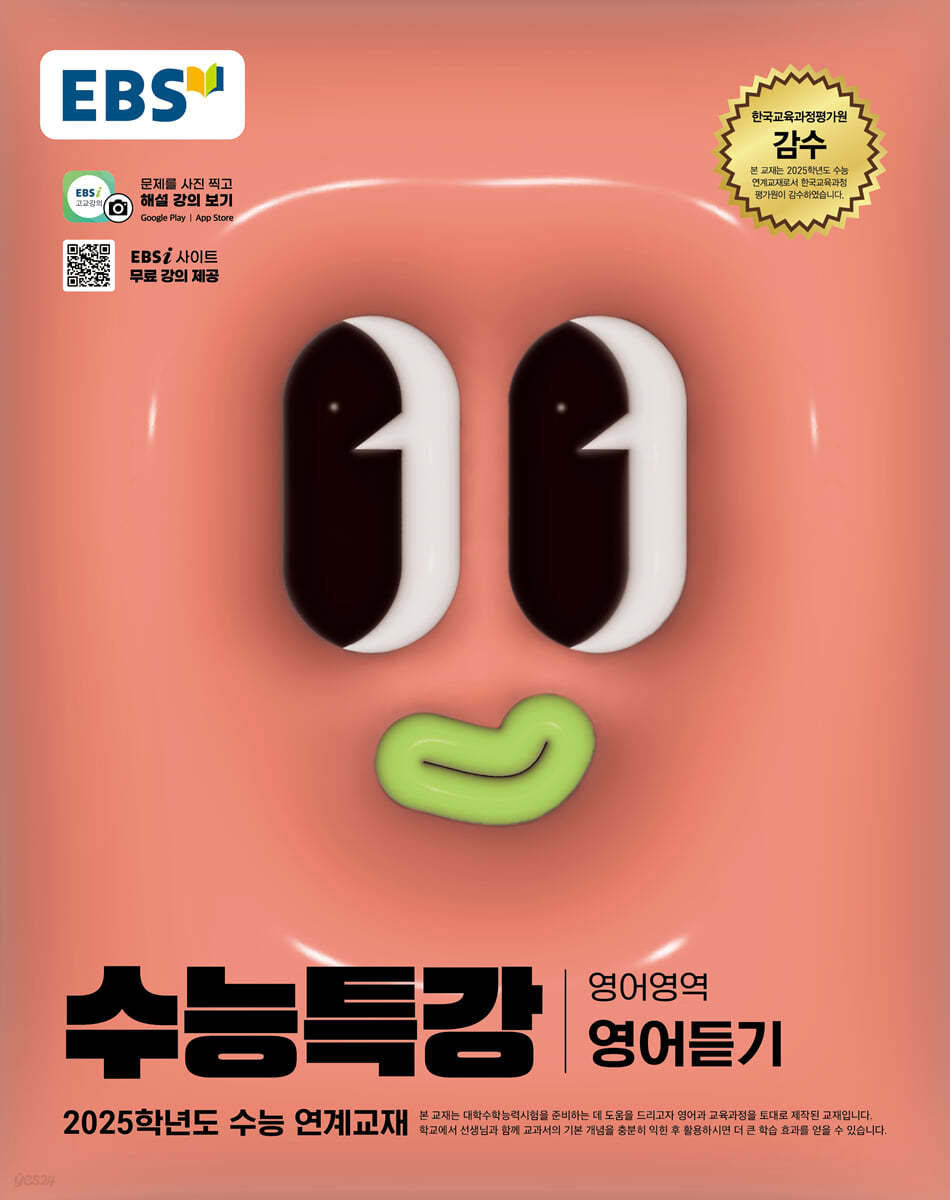 EBS
EBSi
고교강의
문제를 사진 찍고
해설 강의 보기
Google Play | App Store
EBSi 사이트
무료 강의 제공
한국교육과정평가원
감수
본 교재는 2025학년도 수능
연계교재로서 한국교육과정
평가원이 감수하였습니다.
수능특강
영어영역
영어듣기
2025학년도 수능 연계교재
본 교재는 대학수학능력시험을 준비하는 데 도움을 드리고자 영어과 교육과정을 토대로 제작된 교재입니다.
학교에서 선생님과 함께 교과서의 기본 개념을 충분히 익힌 후 활용하시면 더 큰 학습 효과를 얻을 수 있습니다.
yes24